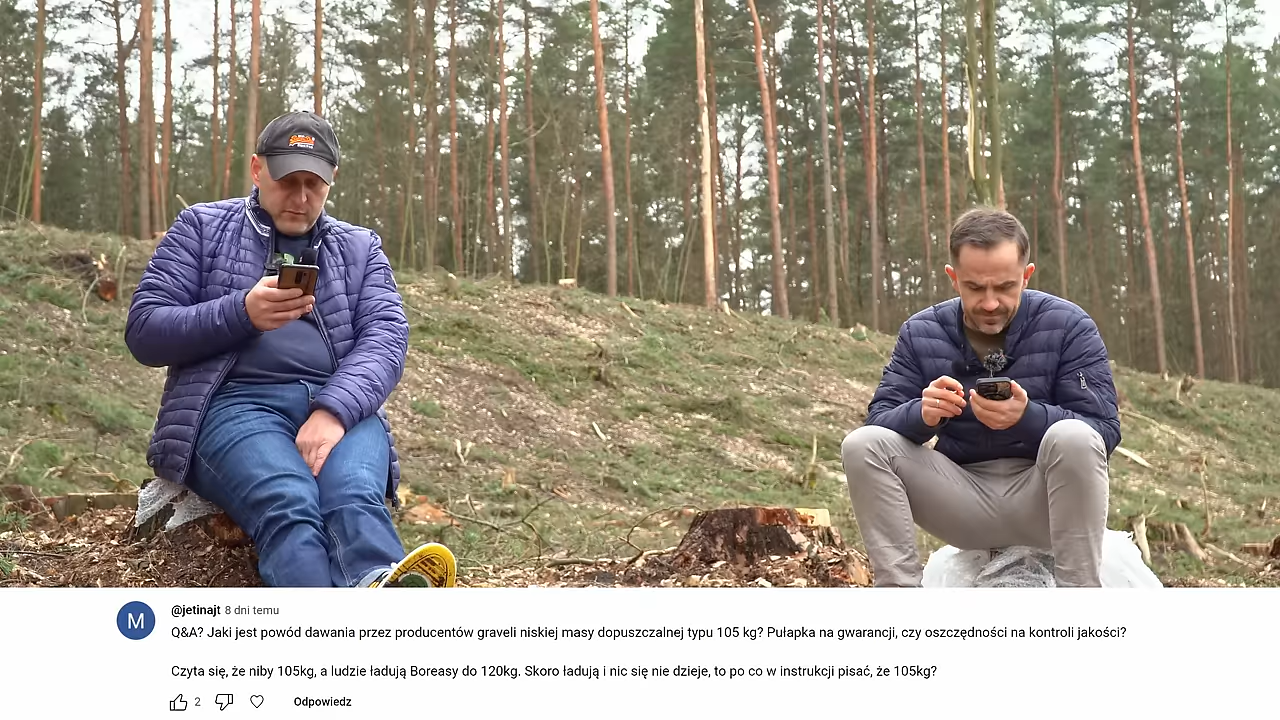 M
@jetinajt 8 dni temu
Q&A? Jaki jest powód dawania przez producentów graveli niskiej masy dopuszczalnej typu 105 kg? Pułapka na gwarancji, czy oszczędności na kontroli jakości?
Czyta się, że niby 105kg, a ludzie ładują Boreasy do 120kg. Skoro ładują i nic się nie dzieje, to po co w instrukcji pisać, że 105kg?
2 Odpowiedz